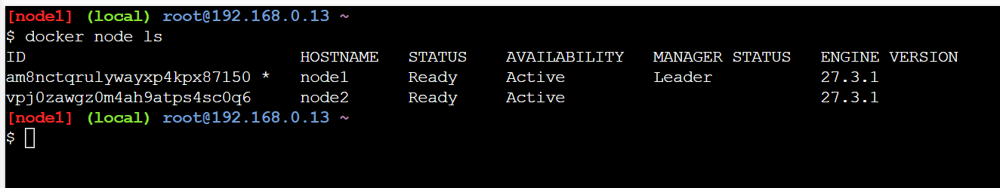 [node1] (local) root@192.168.0.13 ~
$ docker node ls
ID HOSTNAME STATUS AVAILABILITY MANAGER STATUS ENGINE VERSION
am8nctqrulywayxp4kpx87150 * node1 Ready Active Leader 27.3.1
vpj0zawgz0m4ah9atps4sc0q6 node2 Ready Active 27.3.1
[node1] (local) root@192.168.0.13 ~
$